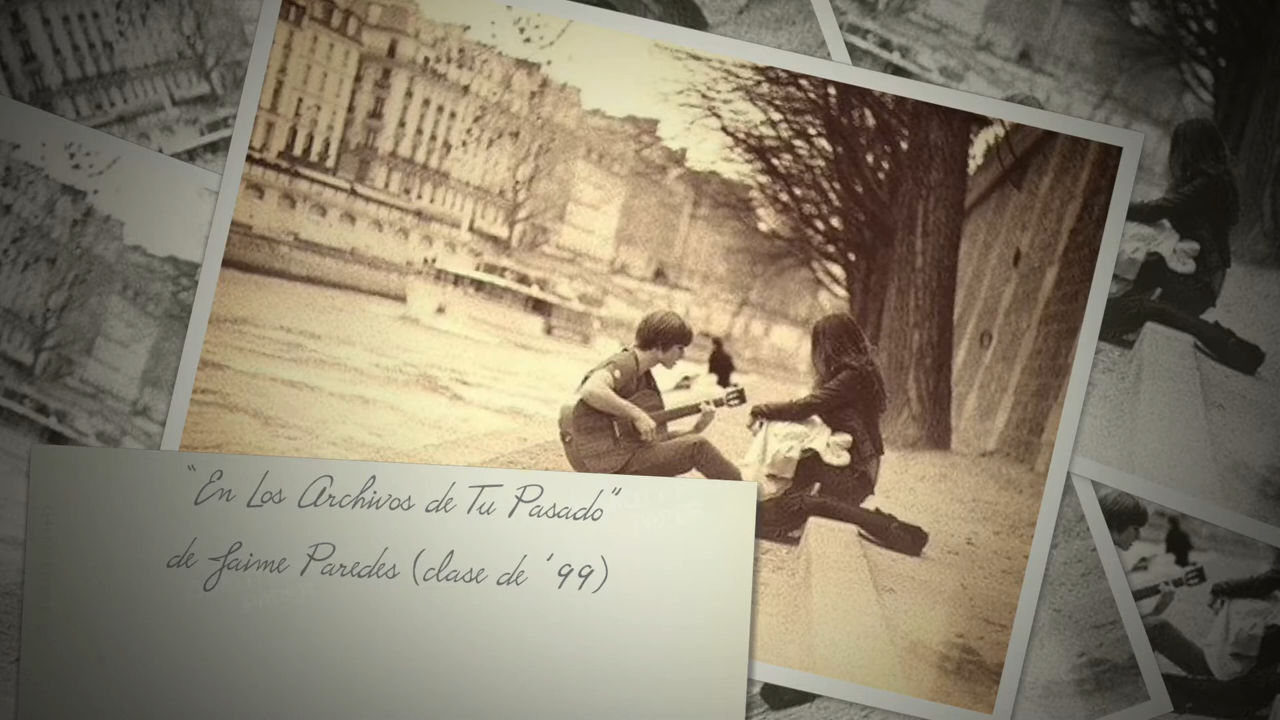 “En Los Archivos de Tu Pasado”
de Jaime Paredes (clase de ’99)